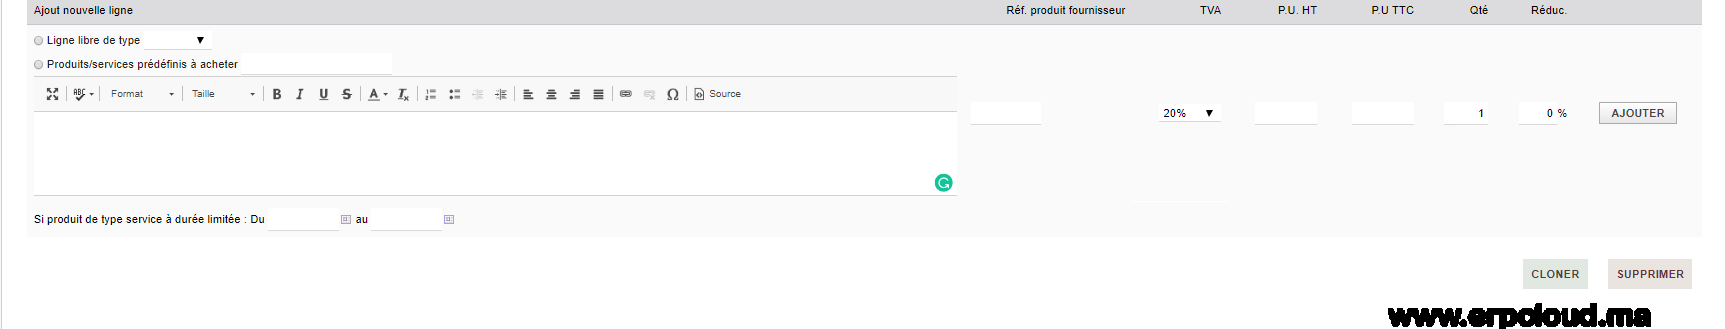 Ajout nouvelle ligne Réf. produit fournisseur TVA P.U. HT P.U TTC Qté Réduc.
Ligne libre de type
Produits/services prédéfinis à acheter
ABC Format Taille B I U S A Tx Ω Source
20% 1 0 % AJOUTER
Si produit de type service à durée limitée : Du au
CLONER SUPPRIMER
www.erpcloud.ma